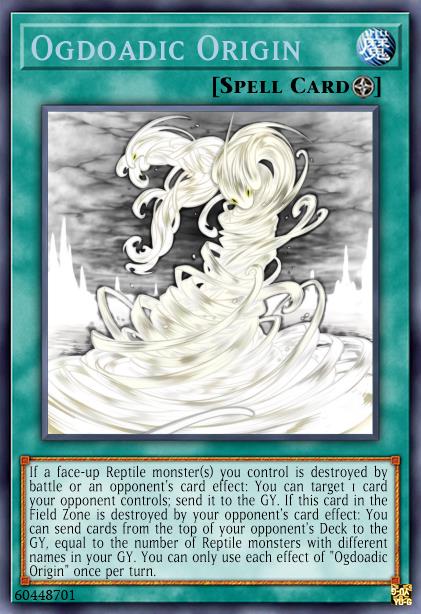 Ogdoadic Origin
魔
[Spell Card]
If a face-up Reptile monster(s) you control is destroyed by
battle or an opponent's card effect: You can target 1 card
your opponent controls; send it to the GY. If this card in the
Field Zone is destroyed by your opponent's card effect: You
can send cards from the top of your opponent's Deck to the
GY, equal to the number of Reptile monsters with different
names in your GY. You can only use each effect of "Ogdoadic
Origin" once per turn.
60448701